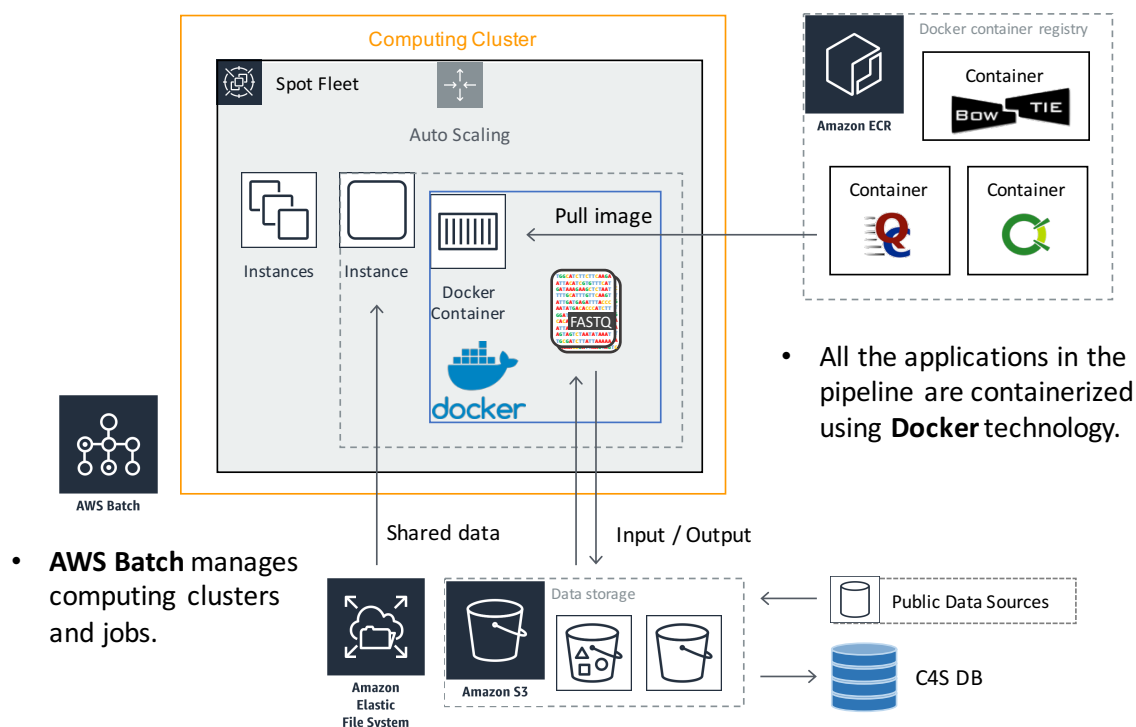 Computing Cluster
Spot Fleet
Auto Scaling
Instances
Instance
Docker
Container
docker
Pull image
FASTQ
Docker container registry
Amazon ECR
Container
BOW TIE
Container
QC
Container
• All the applications in the
pipeline are containerized
using Docker technology.
AWS Batch
• AWS Batch manages
computing clusters
and jobs.
Shared data
Input / Output
Amazon
Elastic
File System
Data storage
Amazon S3
Public Data Sources
C4S DB